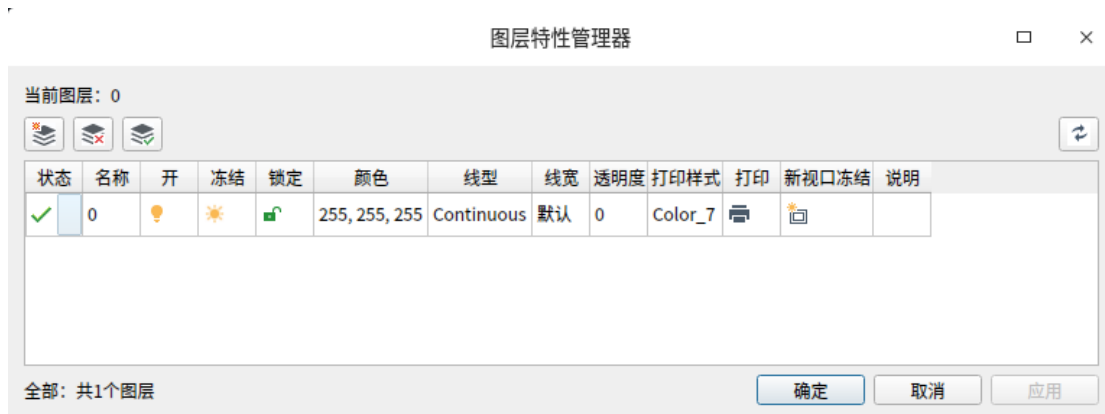 图层特性管理器
当前图层：0
状态 名称 开 冻结 锁定 颜色 线型 线宽 透明度 打印样式 打印 新视口冻结 说明
0 255, 255, 255 Continuous 默认 0 Color_7
全部：共1个图层
确定 取消 应用